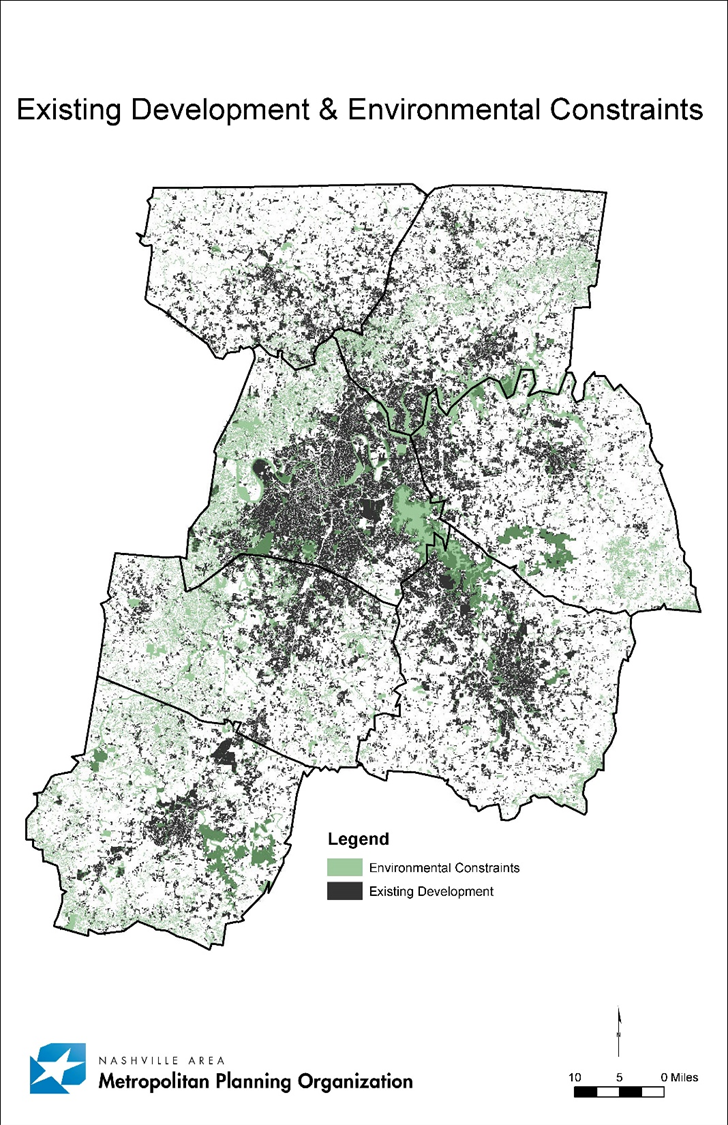 Existing Development & Environmental Constraints
Legend
Environmental Constraints
Existing Development
N
10 5 0 Miles
NASHVILLE AREA
Metropolitan Planning Organization